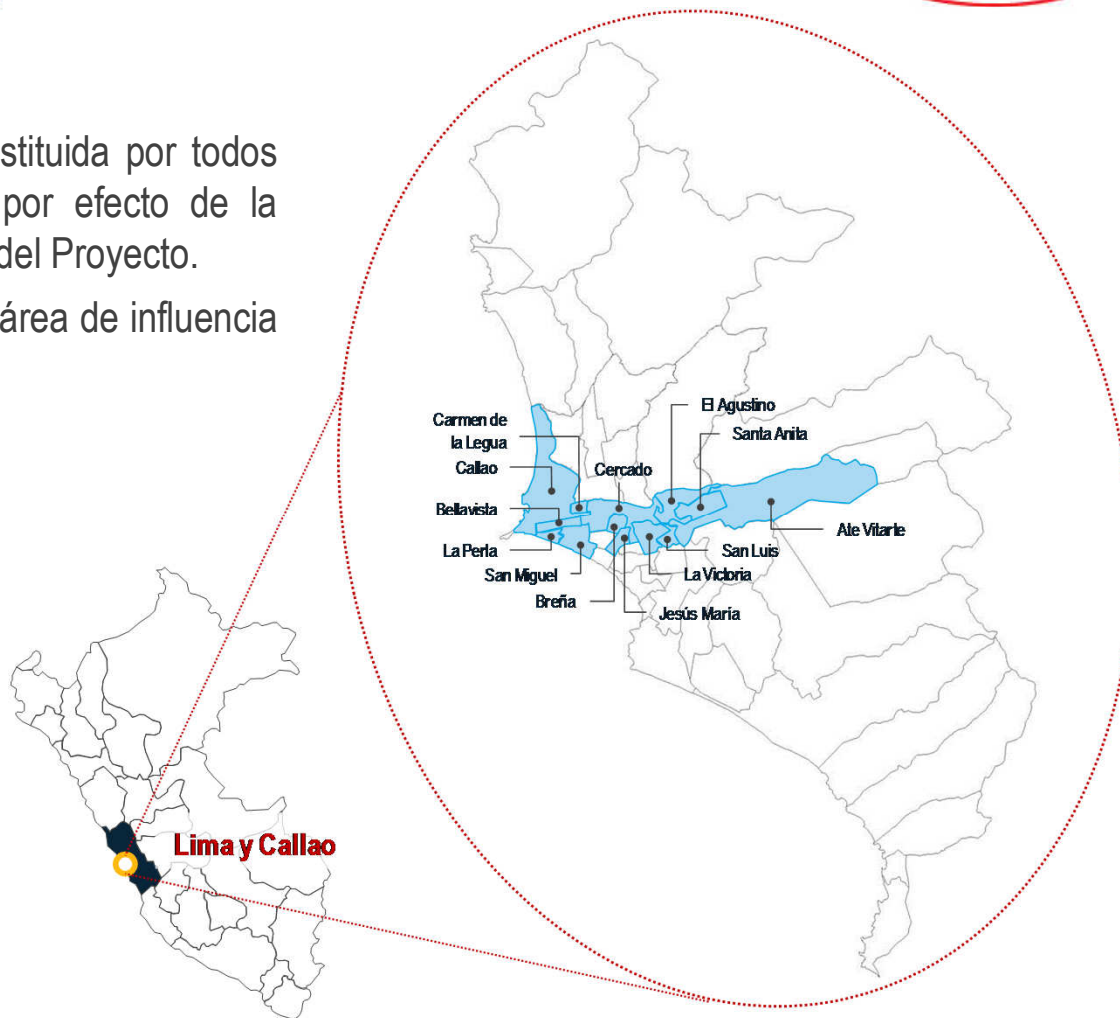 stituida por todos
por efecto de la
del Proyecto.
área de influencia
El Agustino
Carmen de
la Legua
Santa Anita
Callao
Cercado
Bellavista
Ate Vitarte
La Perla
San Luis
San Miguel
La Victoria
Breña
Jesús María
Lima y Callao